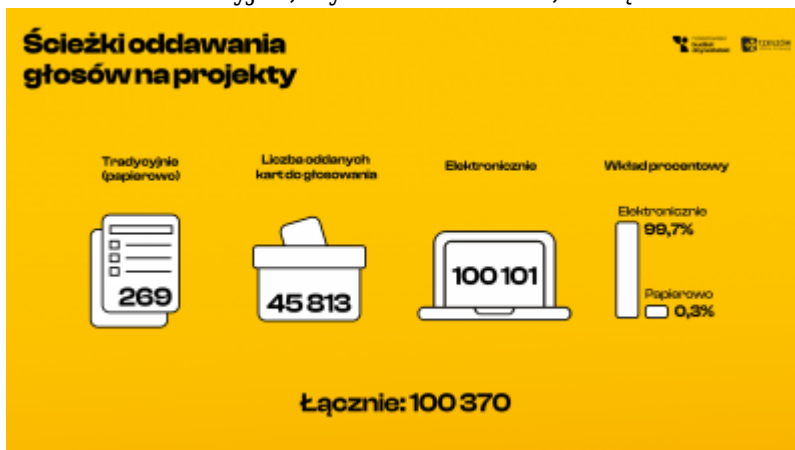 Ścieżki oddawania
głosów na projekty
Tradycyjnie
(papierowo)
Liczba oddanych
kart do głosowania
Elektronicznie
Wkład procentowy
269
45 813
100 101
Elektronicznie
99,7%
Papierowo
0,3%
Łącznie: 100 370